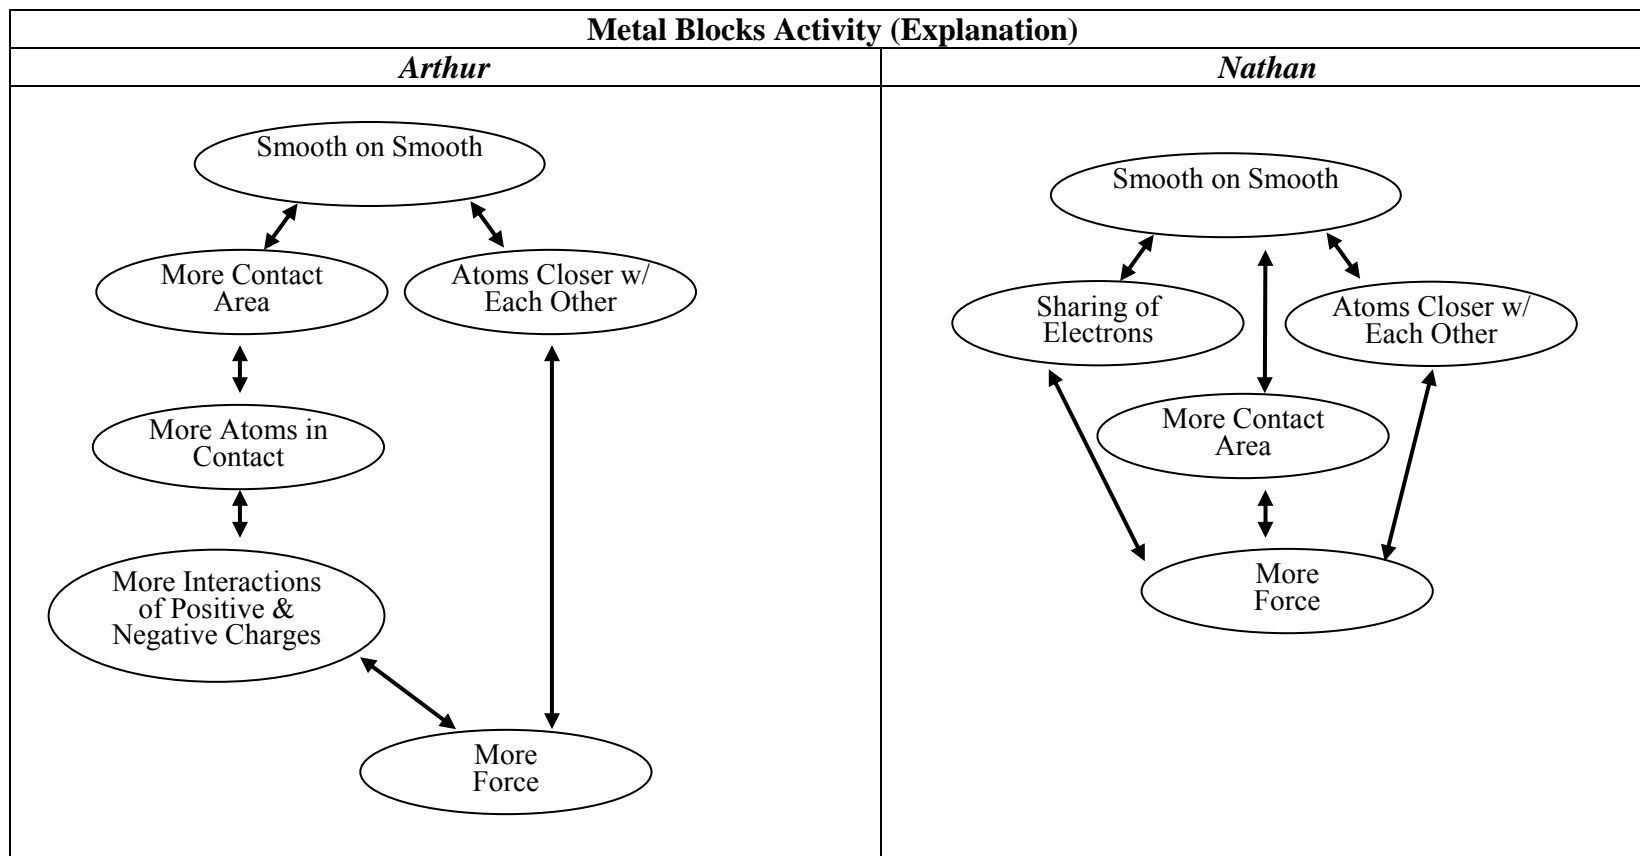 Metal Blocks Activity (Explanation)
Arthur
Nathan
Smooth on Smooth
More Contact
Area
Atoms Closer w/
Each Other
More Atoms in
Contact
More Interactions
of Positive &
Negative Charges
More
Force
Smooth on Smooth
Sharing of
Electrons
Atoms Closer w/
Each Other
More Contact
Area
More
Force